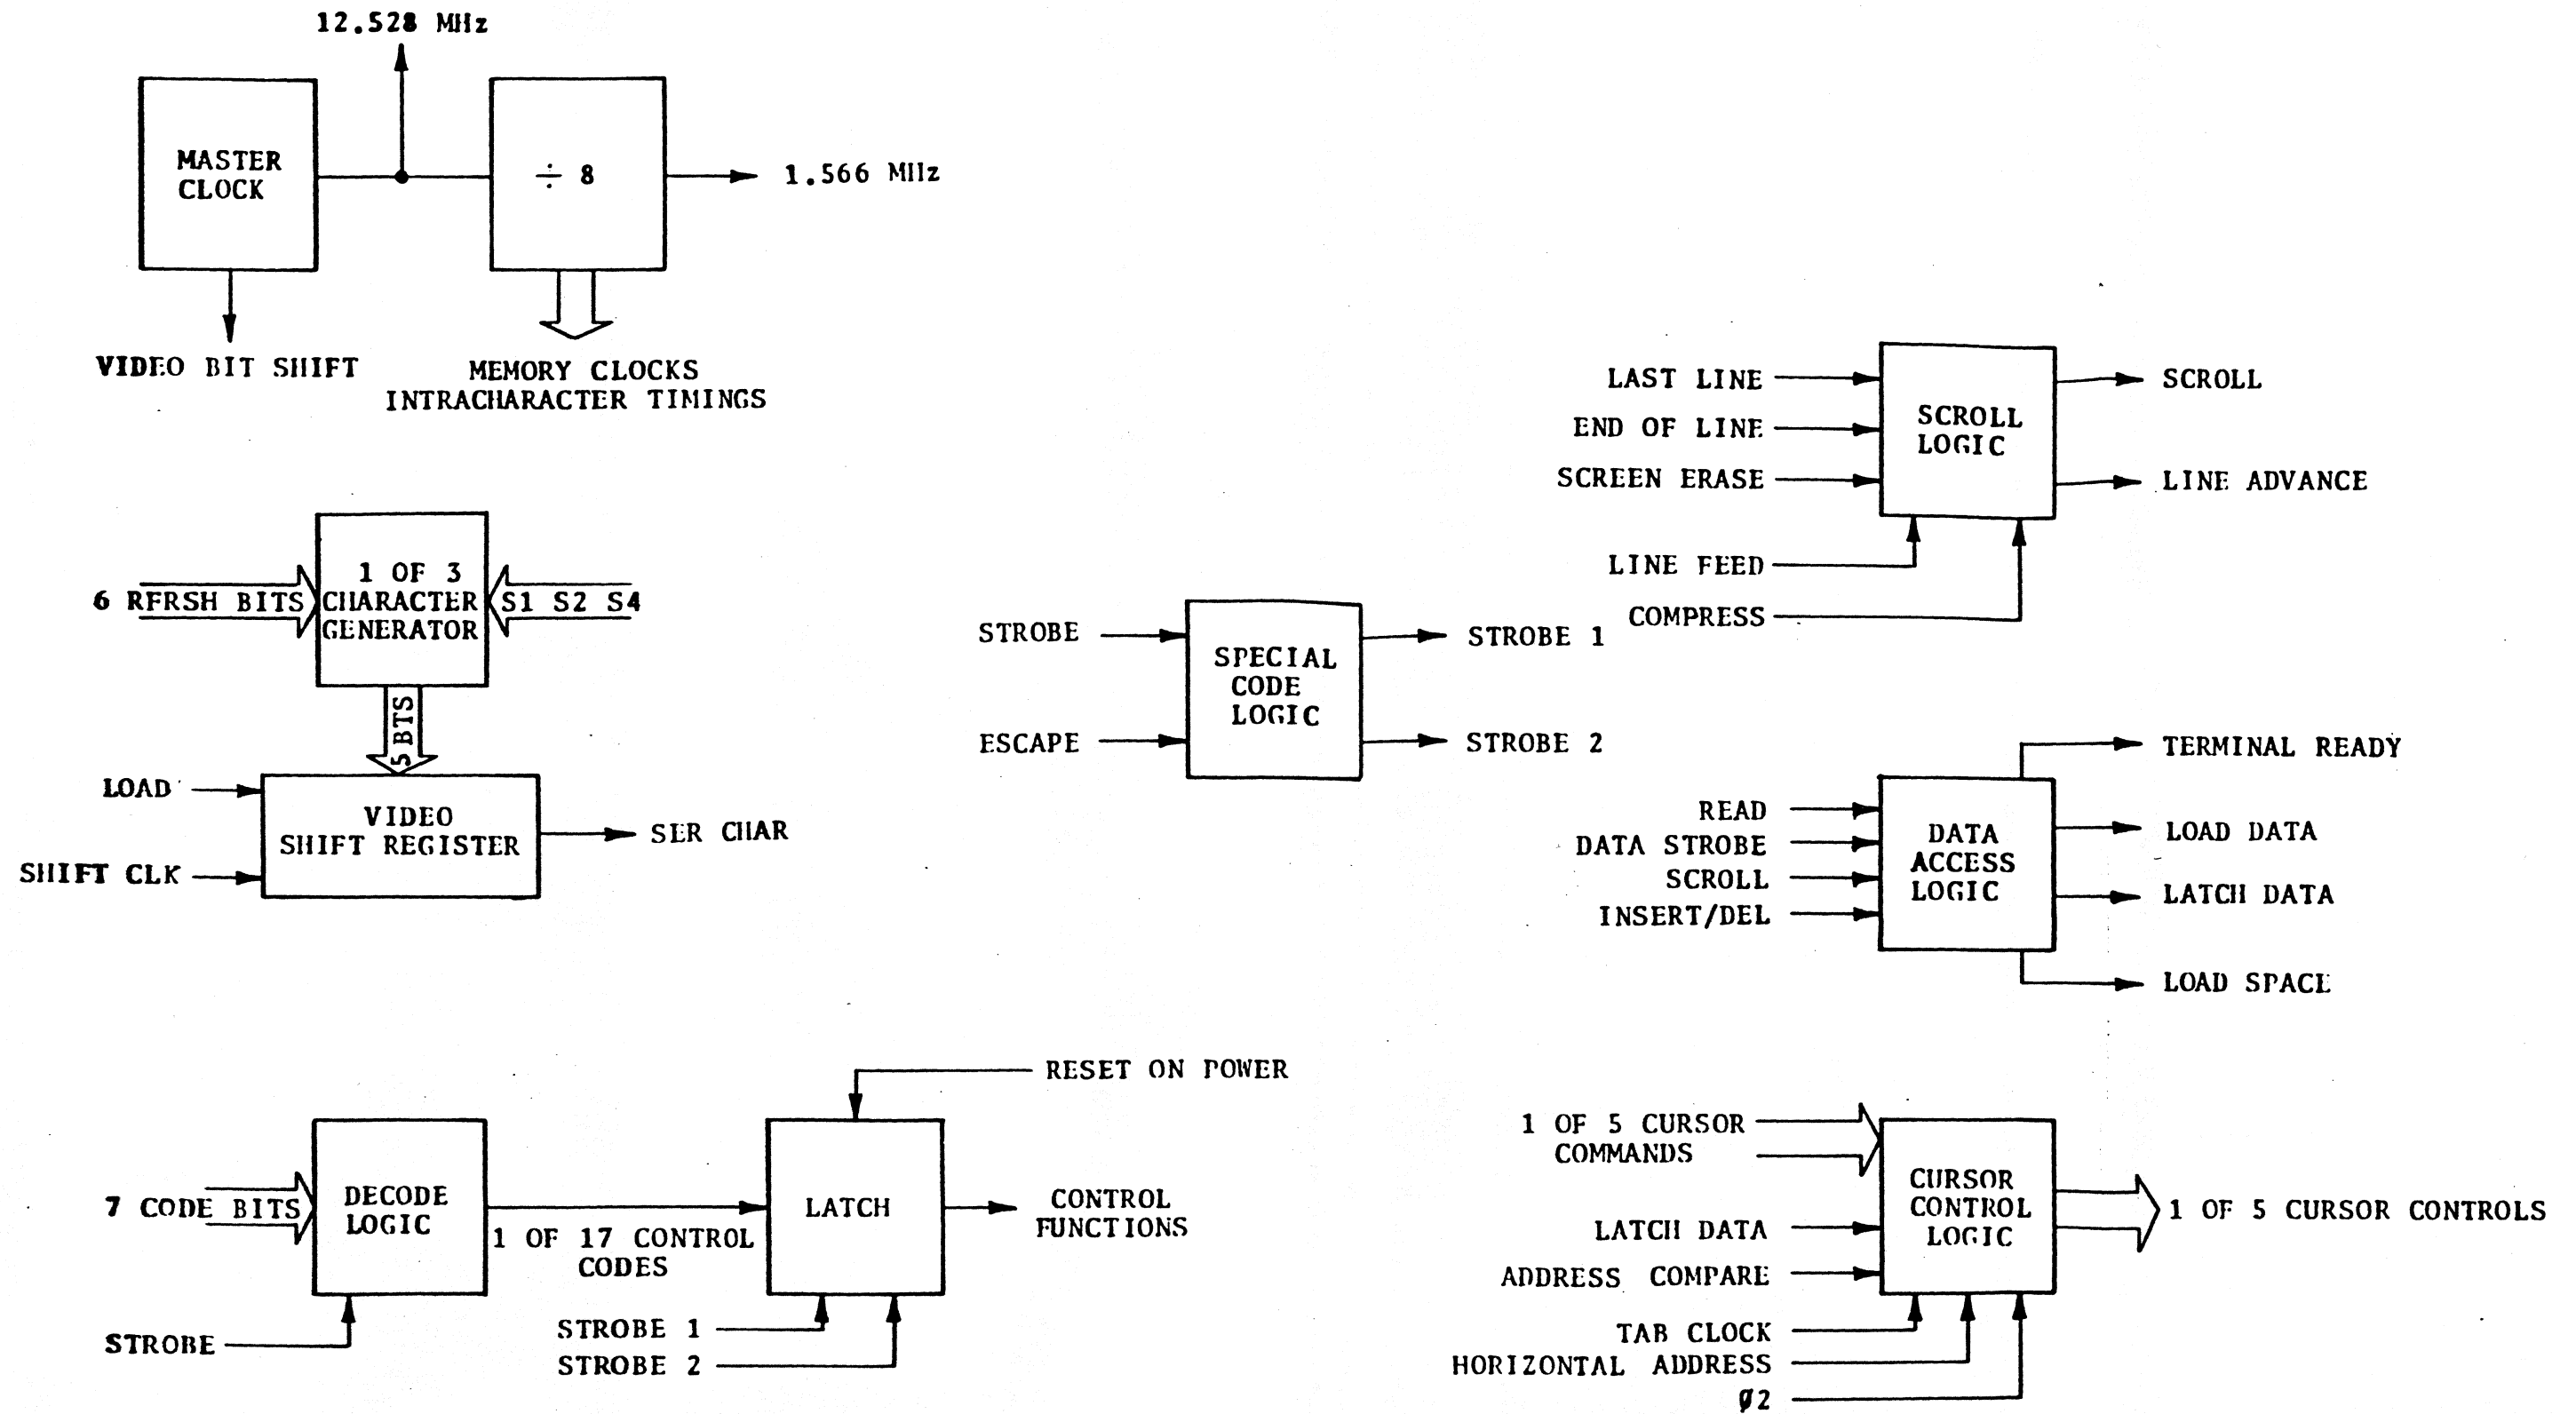 12.528 MHz
MASTER
CLOCK
÷ 8
1.566 MHz
VIDEO BIT SHIFT
MEMORY CLOCKS
INTRACHARACTER TIMINGS
6 RFRSH BITS
1 OF 3
CHARACTER
GENERATOR
S1 S2 S4
5 BTS
LOAD
SHIFT CLK
VIDEO
SHIFT REGISTER
SER CHAR
7 CODE BITS
DECODE
LOGIC
STROBE
1 OF 17 CONTROL
CODES
RESET ON POWER
LATCH
CONTROL
FUNCTIONS
STROBE 1
STROBE 2
STROBE
ESCAPE
SPECIAL
CODE
LOGIC
STROBE 1
STROBE 2
LAST LINE
END OF LINE
SCREEN ERASE
LINE FEED
COMPRESS
SCROLL
LOGIC
SCROLL
LINE ADVANCE
READ
DATA STROBE
SCROLL
INSERT/DEL
DATA
ACCESS
LOGIC
TERMINAL READY
LOAD DATA
LATCH DATA
LOAD SPACE
1 OF 5 CURSOR
COMMANDS
LATCH DATA
ADDRESS COMPARE
TAB CLOCK
HORIZONTAL ADDRESS
Ø2
CURSOR
CONTROL
LOGIC
1 OF 5 CURSOR CONTROLS